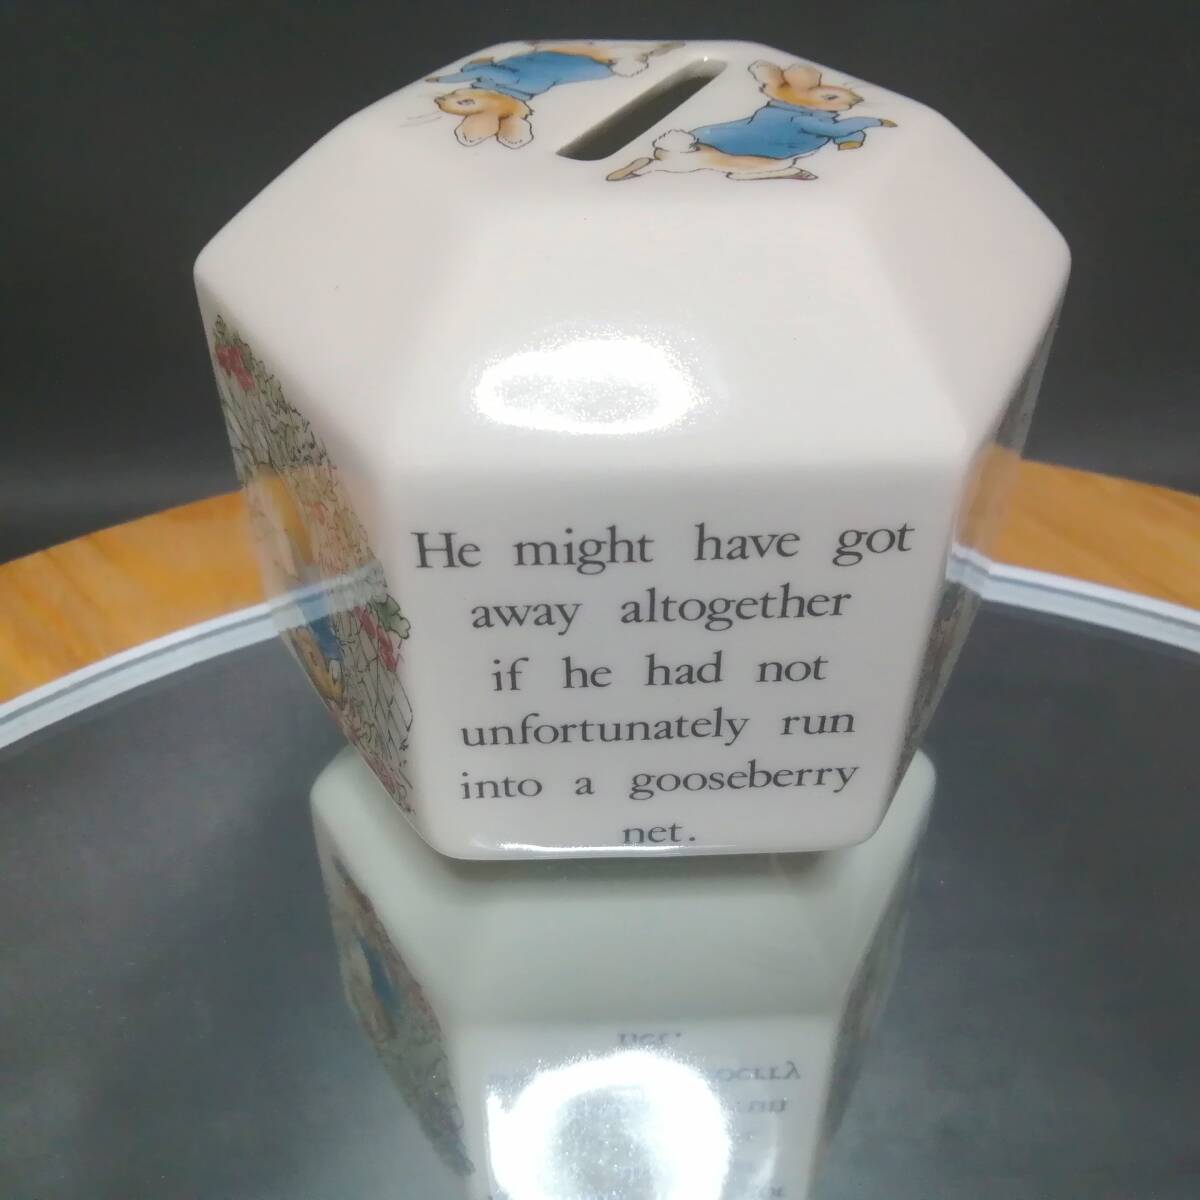 He might have got
away altogether
if he had not
unfortunately run
into a gooseberry
net.